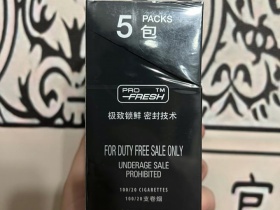 5 PACKS
包
PRO FRESH TM
极致锁鲜 密封技术
FOR DUTY FREE SALE ONLY
UNDERAGE SALE
PROHIBITED
100/20 CIGARETTES
100/20支卷烟
官